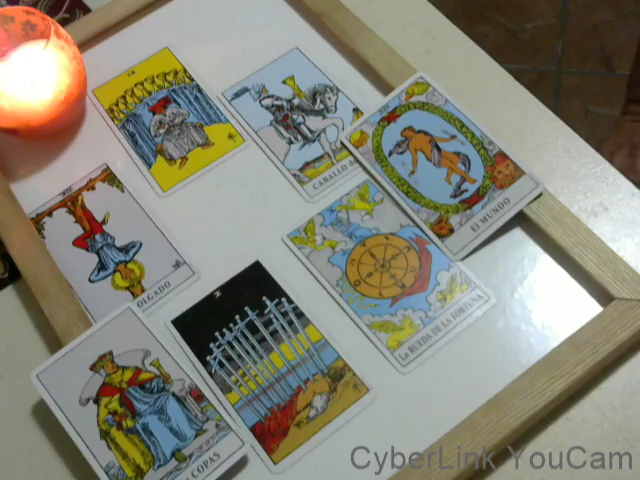 CABALLO
EL MUNDO
OLGADO
LA RUEDA DE LA FORTUNA
X
COPAS
CyberLink YouCam